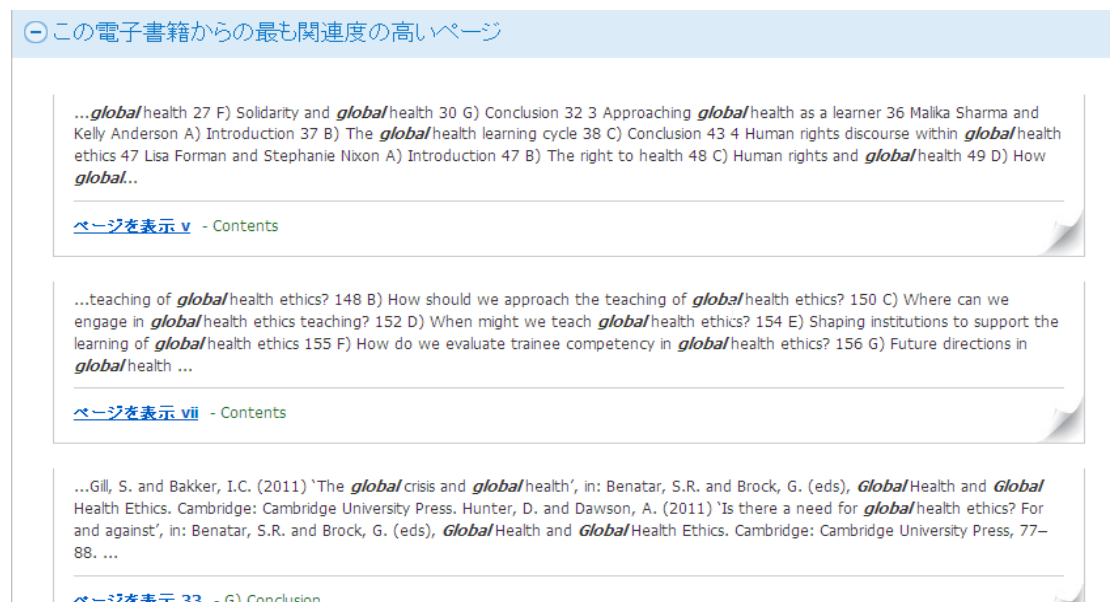 この電子書籍からの最も関連度の高いページ
...global health 27 F) Solidarity and global health 30 G) Conclusion 32 3 Approaching global health as a learner 36 Malika Sharma and
Kelly Anderson A) Introduction 37 B) The global health learning cycle 38 C) Conclusion 43 4 Human rights discourse within global health
ethics 47 Lisa Forman and Stephanie Nixon A) Introduction 47 B) The right to health 48 C) Human rights and global health 49 D) How
global...
ページを表示 v - Contents
...teaching of global health ethics? 148 B) How should we approach the teaching of global health ethics? 150 C) Where can we
engage in global health ethics teaching? 152 D) When might we teach global health ethics? 154 E) Shaping institutions to support the
learning of global health ethics 155 F) How do we evaluate trainee competency in global health ethics? 156 G) Future directions in
global health ...
ページを表示 vii - Contents
...Gill, S. and Bakker, I.C. (2011) `The global crisis and global health’, in: Benatar, S.R. and Brock, G. (eds), Global Health and Global
Health Ethics. Cambridge: Cambridge University Press. Hunter, D. and Dawson, A. (2011) `Is there a need for global health ethics? For
and against’, in: Benatar, S.R. and Brock, G. (eds), Global Health and Global Health Ethics. Cambridge: Cambridge University Press, 77–
88. ...
ページを表示 33 - G) Conclusion